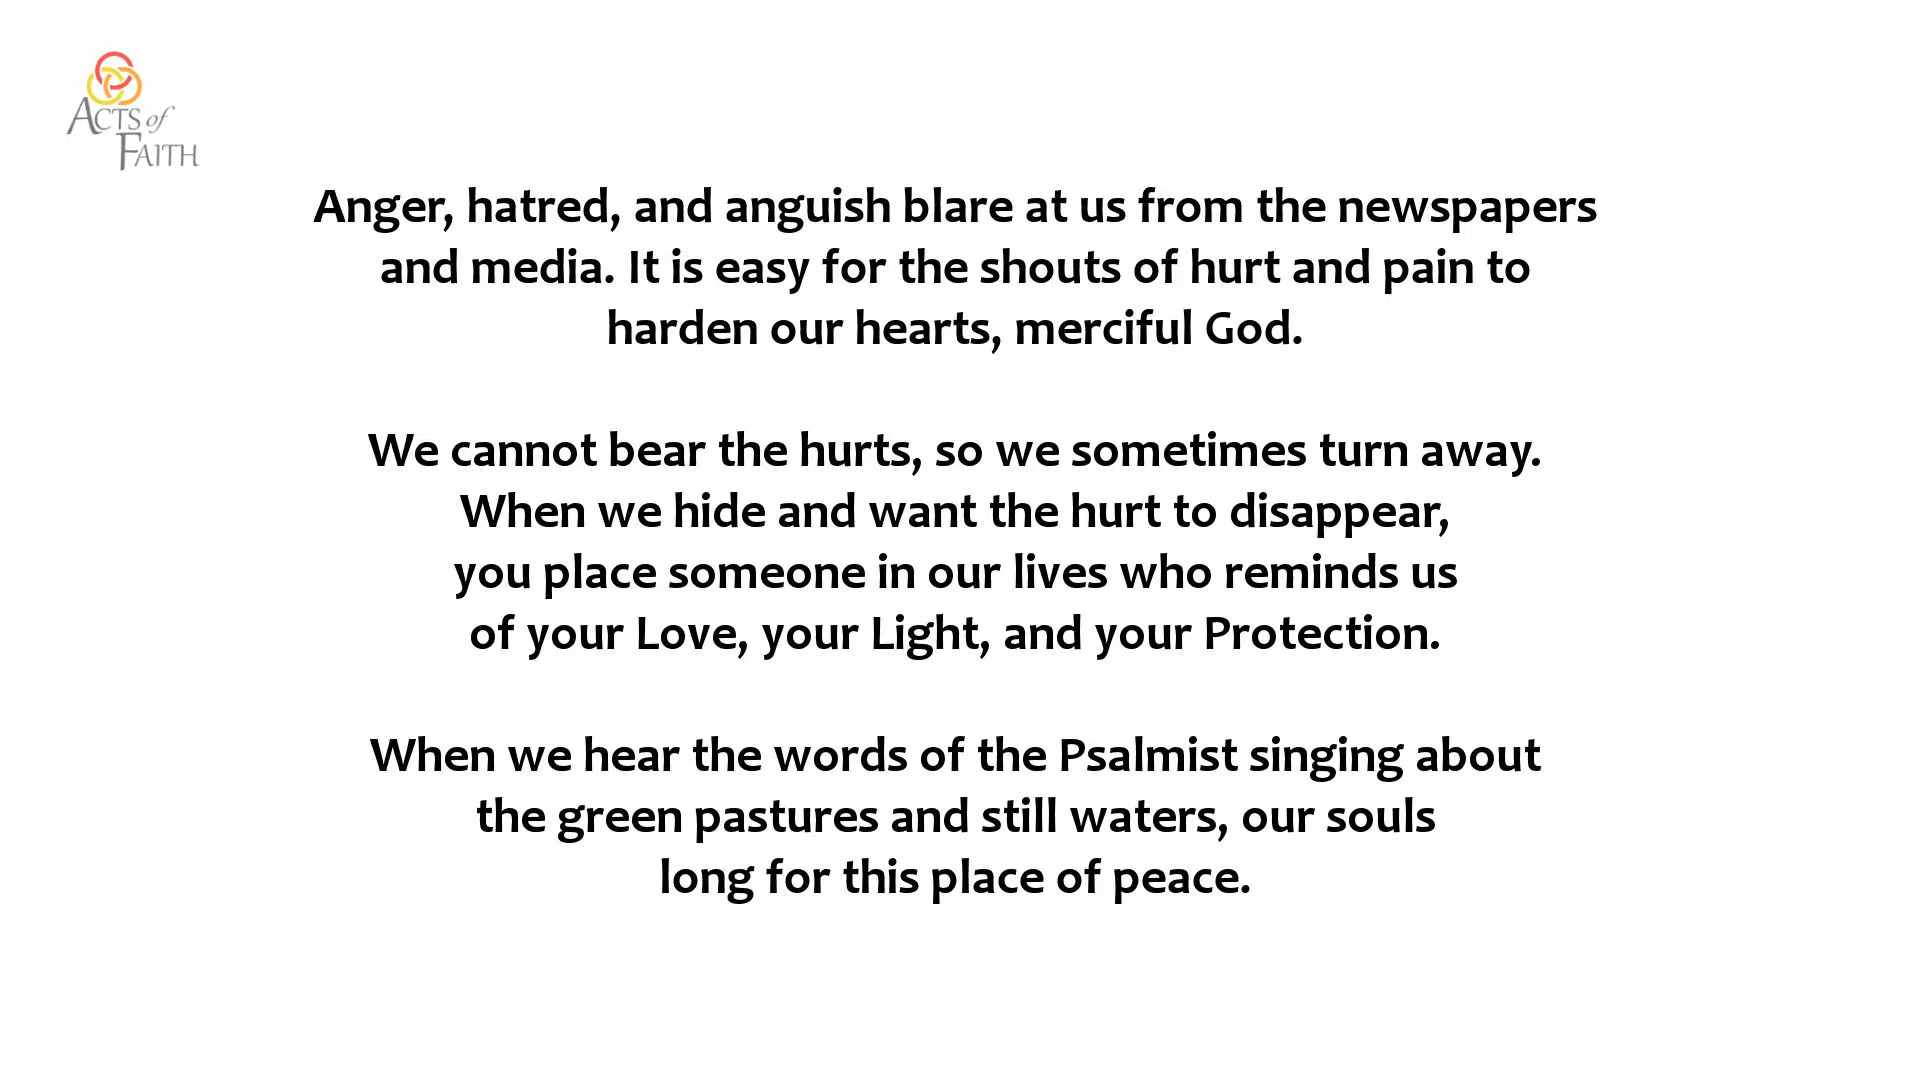 Acts of
Faith
Anger, hatred, and anguish blare at us from the newspapers
and media. It is easy for the shouts of hurt and pain to
harden our hearts, merciful God.
We cannot bear the hurts, so we sometimes turn away.
When we hide and want the hurt to disappear,
you place someone in our lives who reminds us
of your Love, your Light, and your Protection.
When we hear the words of the Psalmist singing about
the green pastures and still waters, our souls
long for this place of peace.